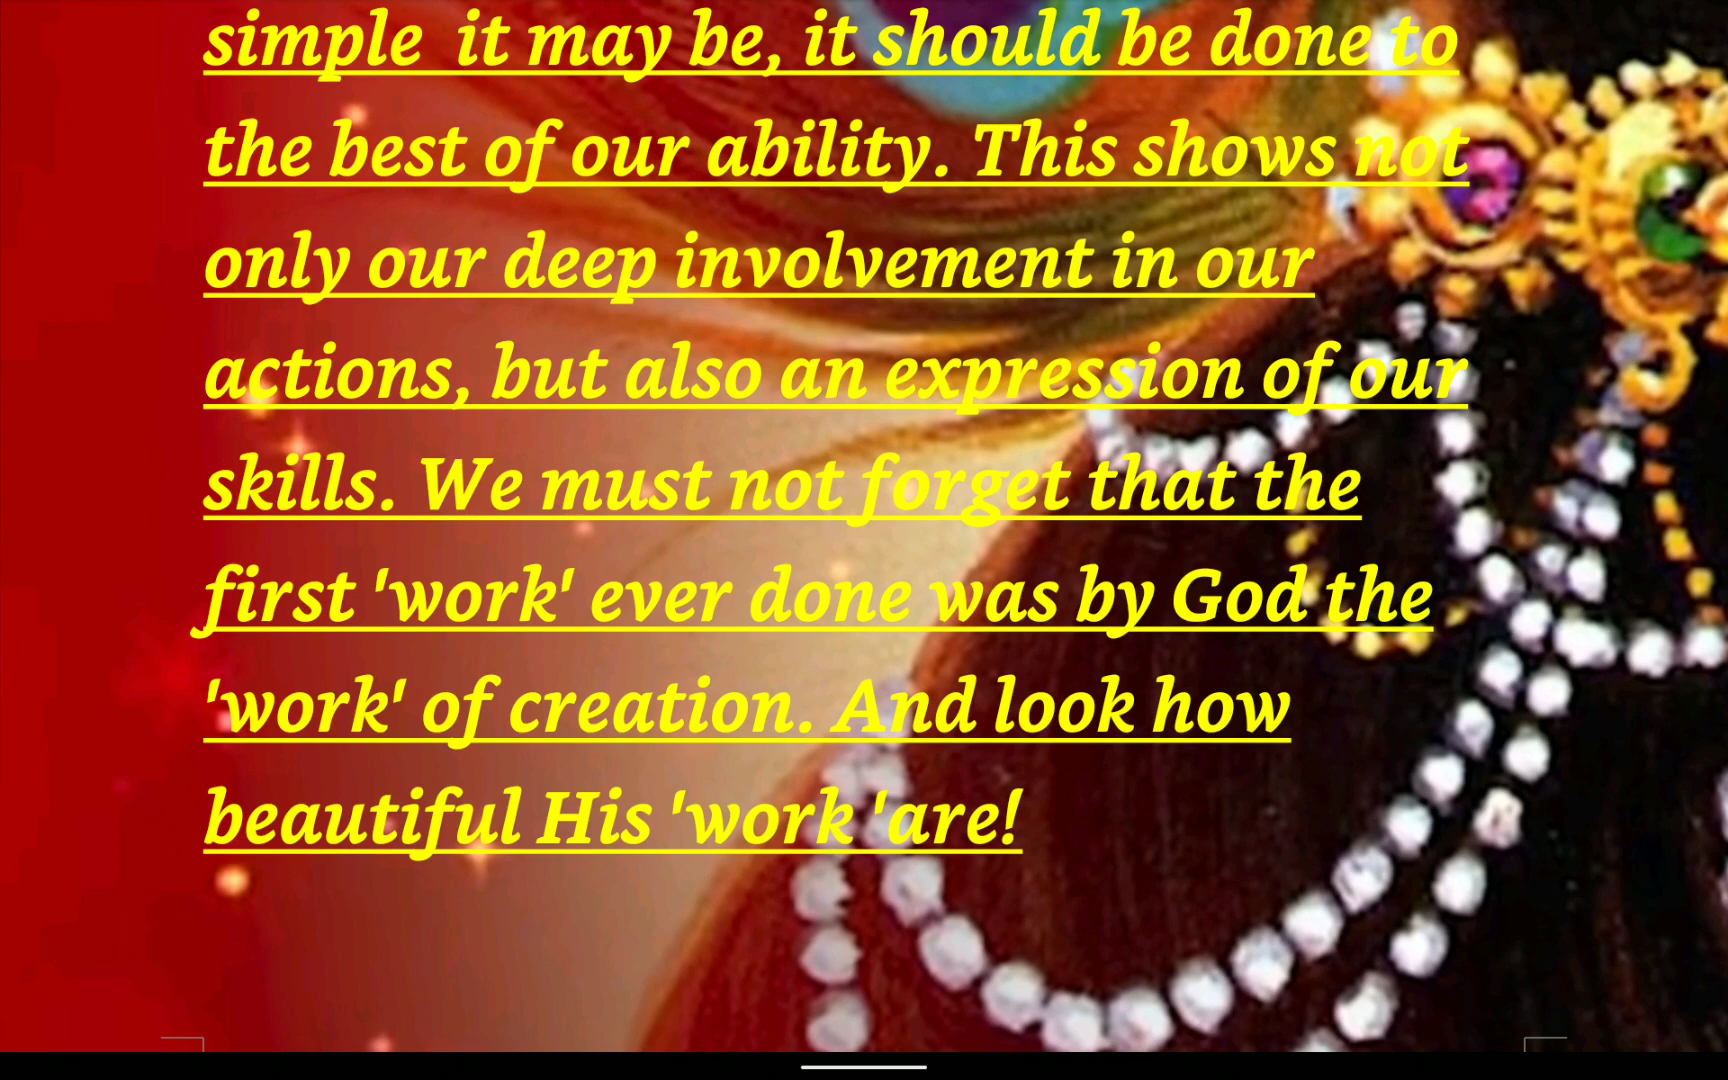 simple  it may be, it should be done to
the best of our ability. This shows not
only our deep involvement in our
actions, but also an expression of our
skills. We must not forget that the
first 'work' ever done was by God the
'work' of creation. And look how
beautiful His 'work 'are!